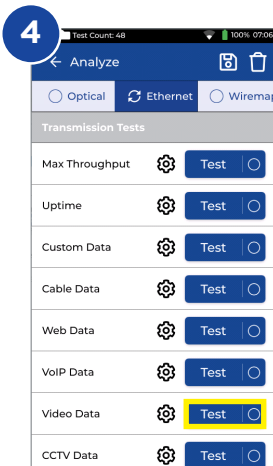 4
Test Count: 48 100% 07:06
Analyze
Optical Ethernet Wiremap
Transmission Tests
Max Throughput Test
Uptime Test
Custom Data Test
Cable Data Test
Web Data Test
VoIP Data Test
Video Data Test
CCTV Data Test